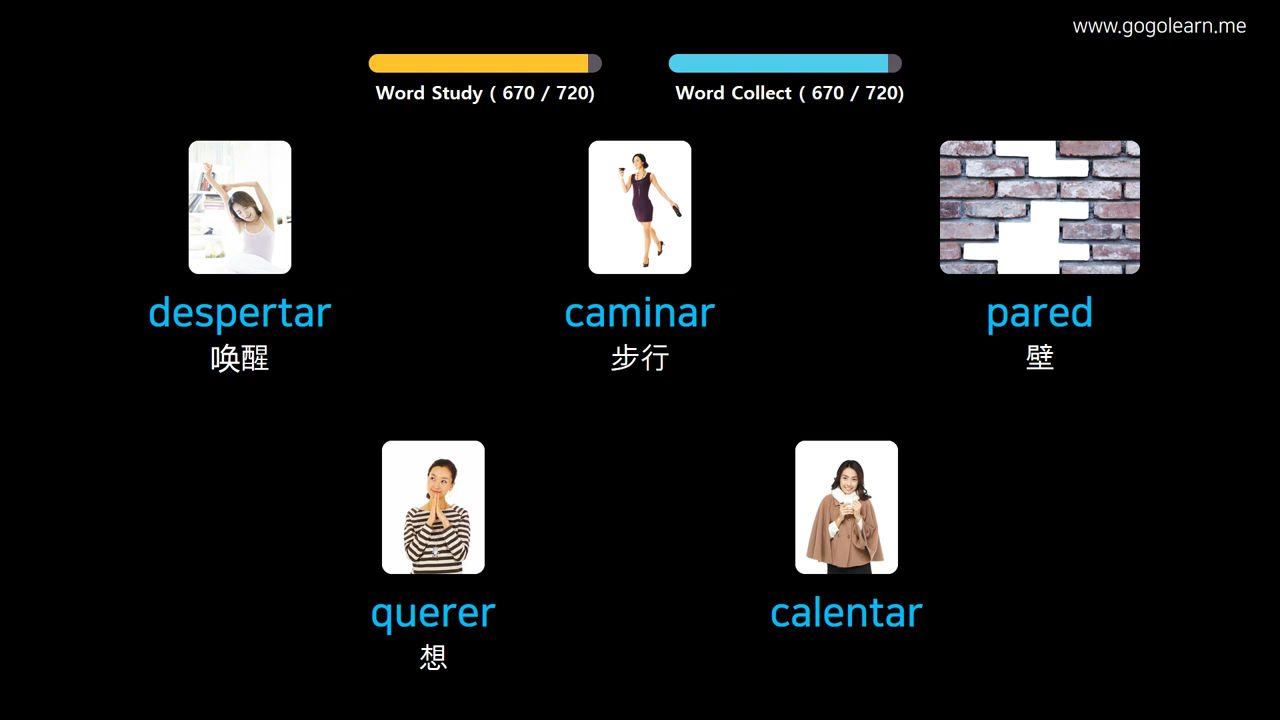 www.gogolearn.me
Word Study ( 670 / 720)
Word Collect ( 670 / 720)
despertar
唤醒
caminar
步行
pared
壁
querer
想
calentar